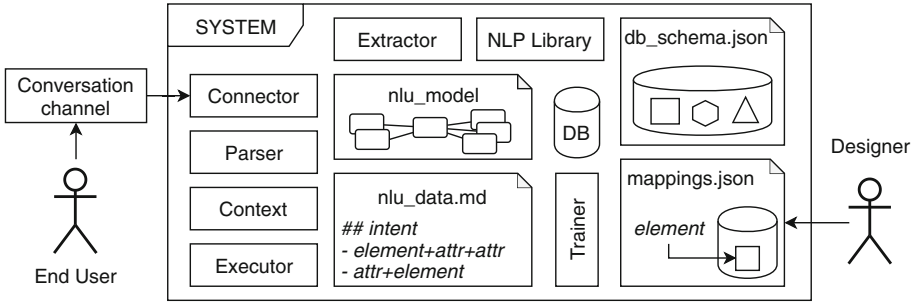 SYSTEM
Extractor
NLP Library
db_schema.json
Conversation
channel
Connector
nlu_model
DB
Parser
Designer
mappings.json
nlu_data.md
Context
## intent
- element+attr+attr
- attr+element
Trainer
element
Executor
End User